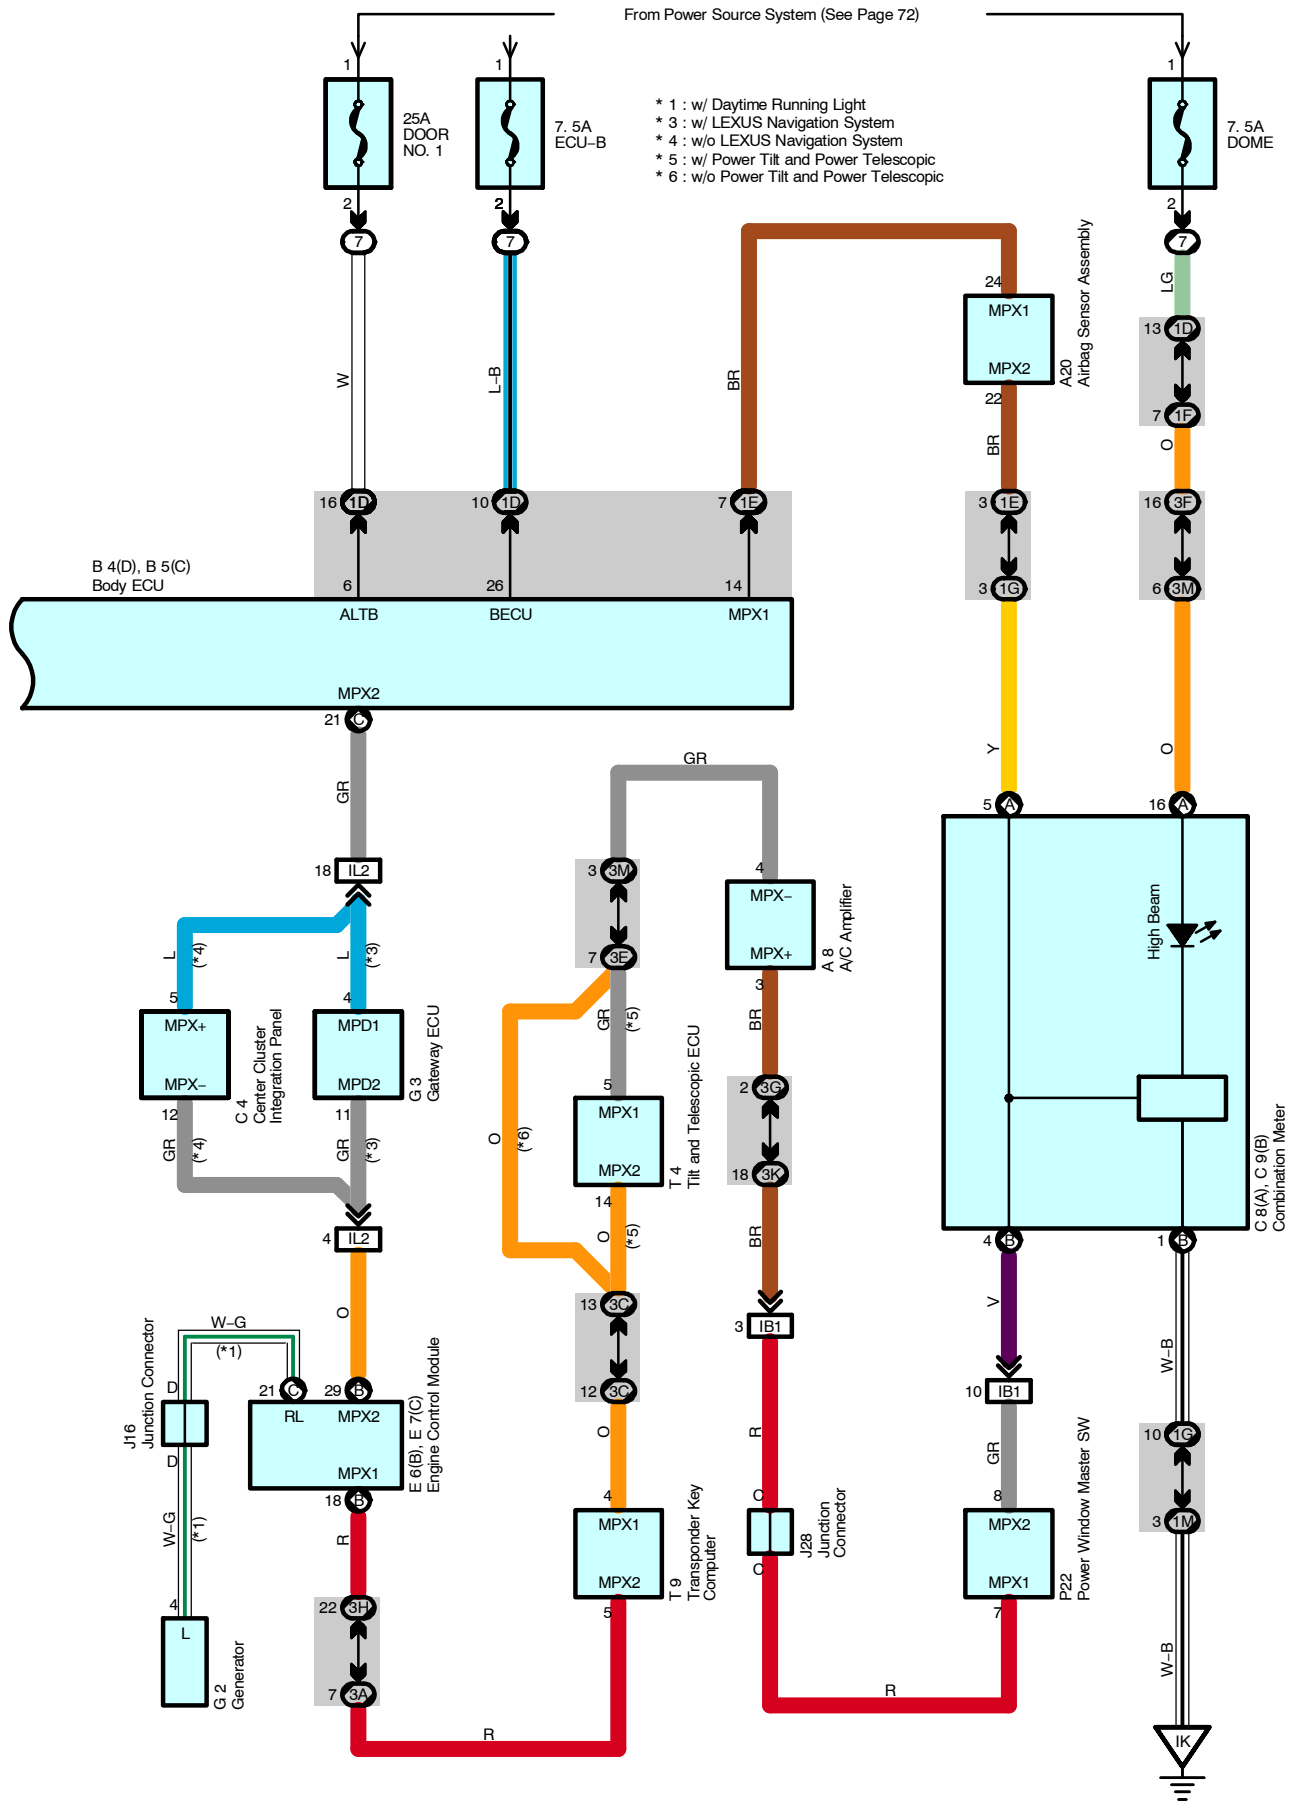 From Power Source System (See Page 72)
1
1
1
25A
DOOR
NO. 1
7. 5A
ECU-B
* 1 : w/ Daytime Running Light
* 3 : w/ LEXUS Navigation System
* 4 : w/o LEXUS Navigation System
* 5 : w/ Power Tilt and Power Telescopic
* 6 : w/o Power Tilt and Power Telescopic
7. 5A
DOME
2
2
2
7
7
7
W
L-B
BR
24
MPX1
MPX2
22
A20
Airbag Sensor Assembly
BR
LG
13 1D
7 1F
O
16 1D
10 1D
7 1E
3 1E
16 3F
B 4(D), B 5(C)
Body ECU
6
26
14
3 1G
6 3M
ALTB
BECU
MPX1
MPX2
21 C
GR
Y
O
GR
5 A
16 A
18 IL2
3 3M
4
MPX-
MPX+
3
A 8
A/C Amplifier
High Beam
L
(*4)
L
(*3)
7 3E
5
MPX+
MPX-
12
C 4
Center Cluster
Integration Panel
4
MPD1
MPD2
11
G 3
Gateway ECU
GR
(*5)
BR
GR
(*4)
GR
(*3)
O
(*6)
5
MPX1
MPX2
14
T 4
Tilt and Telescopic ECU
2 3G
18 3K
C 8(A), C 9(B)
Combination Meter
4 IL2
O
(*5)
BR
4 B
1 B
O
13 3C
12 3C
3 IB1
V
W-B
W-G
(*1)
D
J16
Junction Connector
D
21 C
29 B
RL
MPX2
MPX1
18 B
E 6(B), E 7(C)
Engine Control Module
O
R
10 IB1
GR
10 1G
3 1M
W-G
(*1)
R
4
MPX1
MPX2
5
T 9
Transponder Key
Computer
C
C
J28
Junction
Connector
8
MPX2
MPX1
7
P22
Power Window Master SW
4
L
G 2
Generator
22 3H
7 3A
R
R
W-B
IK